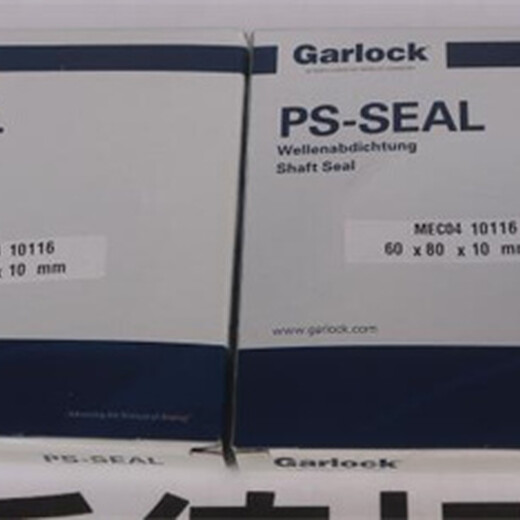 10116
x 10 mm
PS-SEAL
Garlock
PS-SEAL
Wellenabdichtung
Shaft Seal
MEC04 10116
60 x 80 x 10 mm
www.garlock.com
Garlock